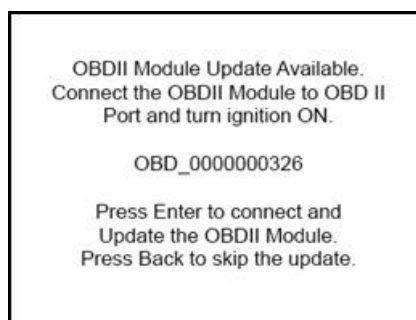 OBDII Module Update Available.
Connect the OBDII Module to OBD II
Port and turn ignition ON.
OBD_0000000326
Press Enter to connect and
Update the OBDII Module.
Press Back to skip the update.